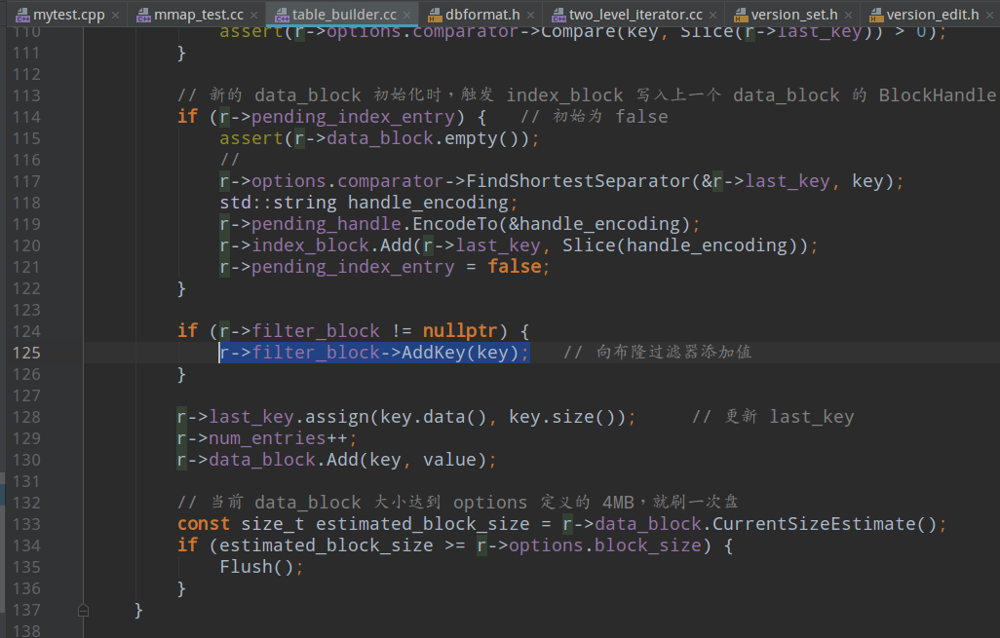 mytest.cpp × mmap_test.cc × table_builder.cc × dbformat.h × two_level_iterator.cc × version_set.h × version_edit.h ×
110 assert(r->options.comparator->Compare(key, Slice(r->last_key)) > 0);
111 }
112
113 // 新的 data_block 初始化时，触发 index_block 写入上一个 data_block 的 BlockHandle
114 if (r->pending_index_entry) { // 初始为 false
115 assert(r->data_block.empty());
116 //
117 r->options.comparator->FindShortestSeparator(&r->last_key, key);
118 std::string handle_encoding;
119 r->pending_handle.EncodeTo(&handle_encoding);
120 r->index_block.Add(r->last_key, Slice(handle_encoding));
121 r->pending_index_entry = false;
122 }
123
124 if (r->filter_block != nullptr) {
125 r->filter_block->AddKey(key); // 向布隆过滤器添加值
126 }
127
128 r->last_key.assign(key.data(), key.size()); // 更新 last_key
129 r->num_entries++;
130 r->data_block.Add(key, value);
131
132 // 当前 data_block 大小达到 options 定义的 4MB，就刷一次盘
133 const size_t estimated_block_size = r->data_block.CurrentSizeEstimate();
134 if (estimated_block_size >= r->options.block_size) {
135 Flush();
136 }
137 }
138